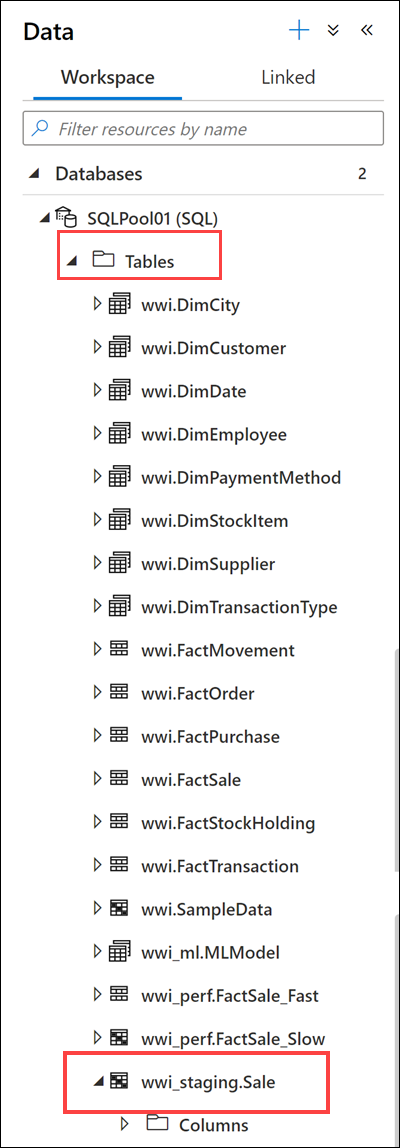 Data
Workspace Linked
Filter resources by name
Databases 2
SQLPool01 (SQL)
Tables
wwi.DimCity
wwi.DimCustomer
wwi.DimDate
wwi.DimEmployee
wwi.DimPaymentMethod
wwi.DimStockItem
wwi.DimSupplier
wwi.DimTransactionType
wwi.FactMovement
wwi.FactOrder
wwi.FactPurchase
wwi.FactSale
wwi.FactStockHolding
wwi.FactTransaction
wwi.SampleData
wwi_ml.MLModel
wwi_perf.FactSale_Fast
wwi_perf.FactSale_Slow
wwi_staging.Sale
Columns